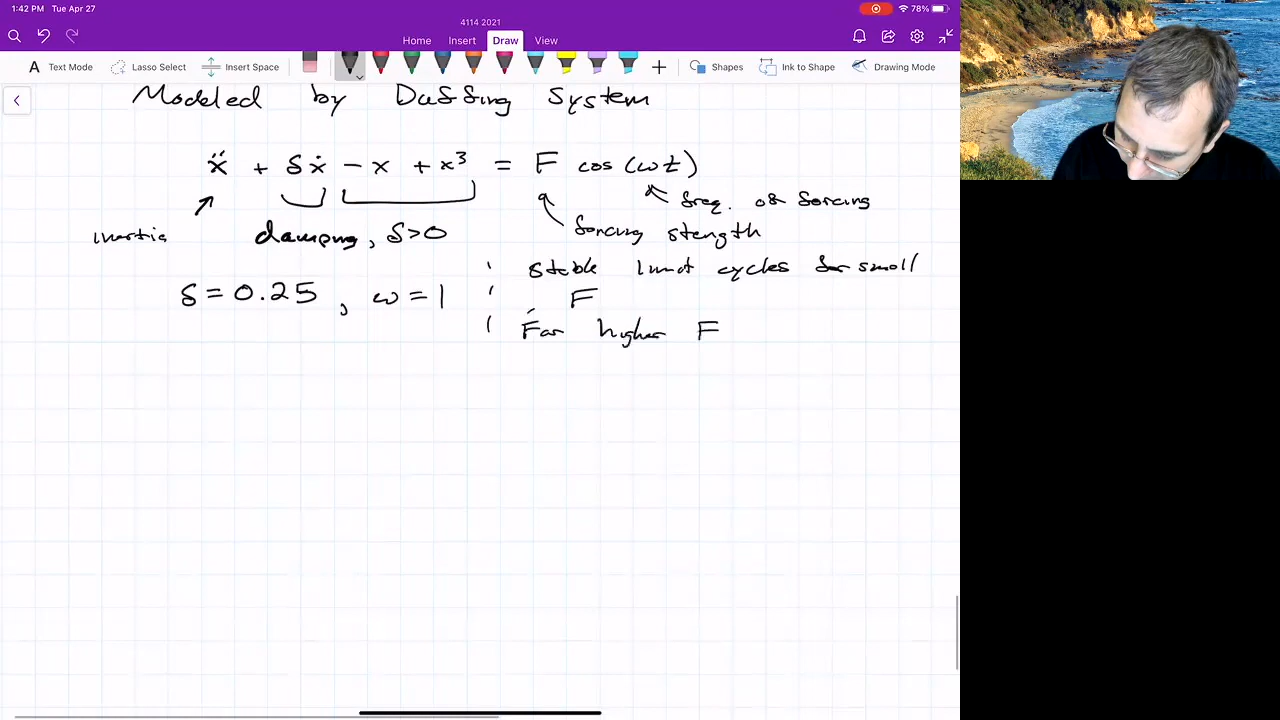 1:42 PM Tue Apr 27
78%
4114 2021
Home Insert Draw View
Text Mode Lasso Select Insert Space Shapes Ink to Shape Drawing Mode
Modeled by Duffing System
ẍ + δẋ - x + x³ = F cos(ωt)
freq. of forcing
inertia damping, δ>0 forcing stength
stable limit cycles for small
δ = 0.25, ω = 1 F
For higher F